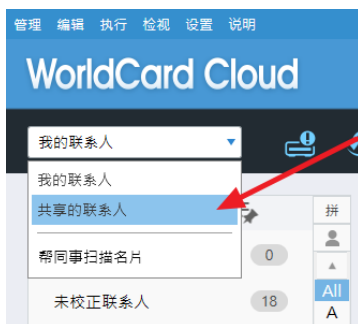 管理 编辑 执行 检视 设置 说明
WorldCard Cloud
我的联系人
我的联系人
共享的联系人
拼
帮同事扫描名片
0
未校正联系人
18
All
A